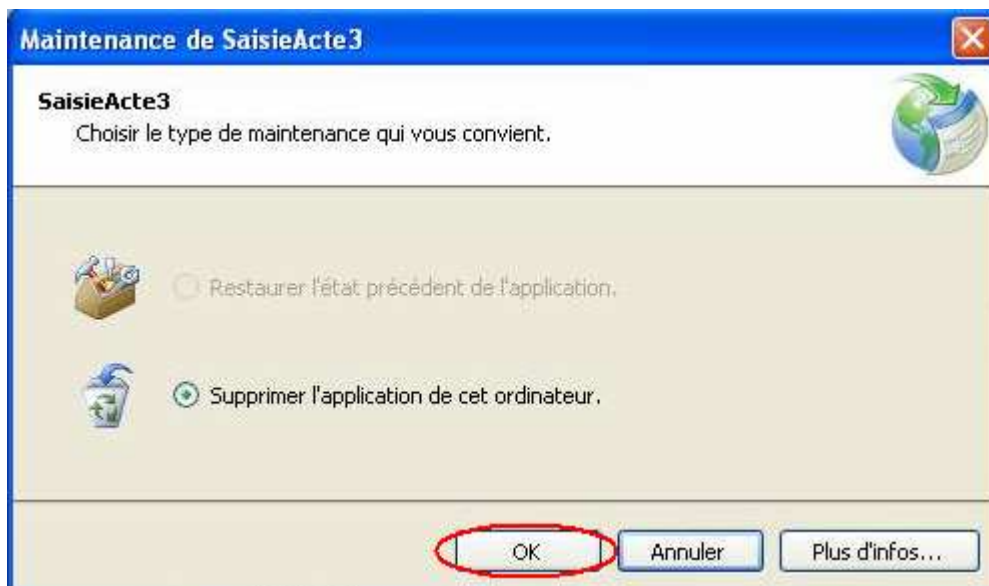 Maintenance de SaisieActe3
SaisieActe3
Choisir le type de maintenance qui vous convient.
Restaurer l'état précédent de l'application.
Supprimer l'application de cet ordinateur.
OK
Annuler
Plus d'infos...